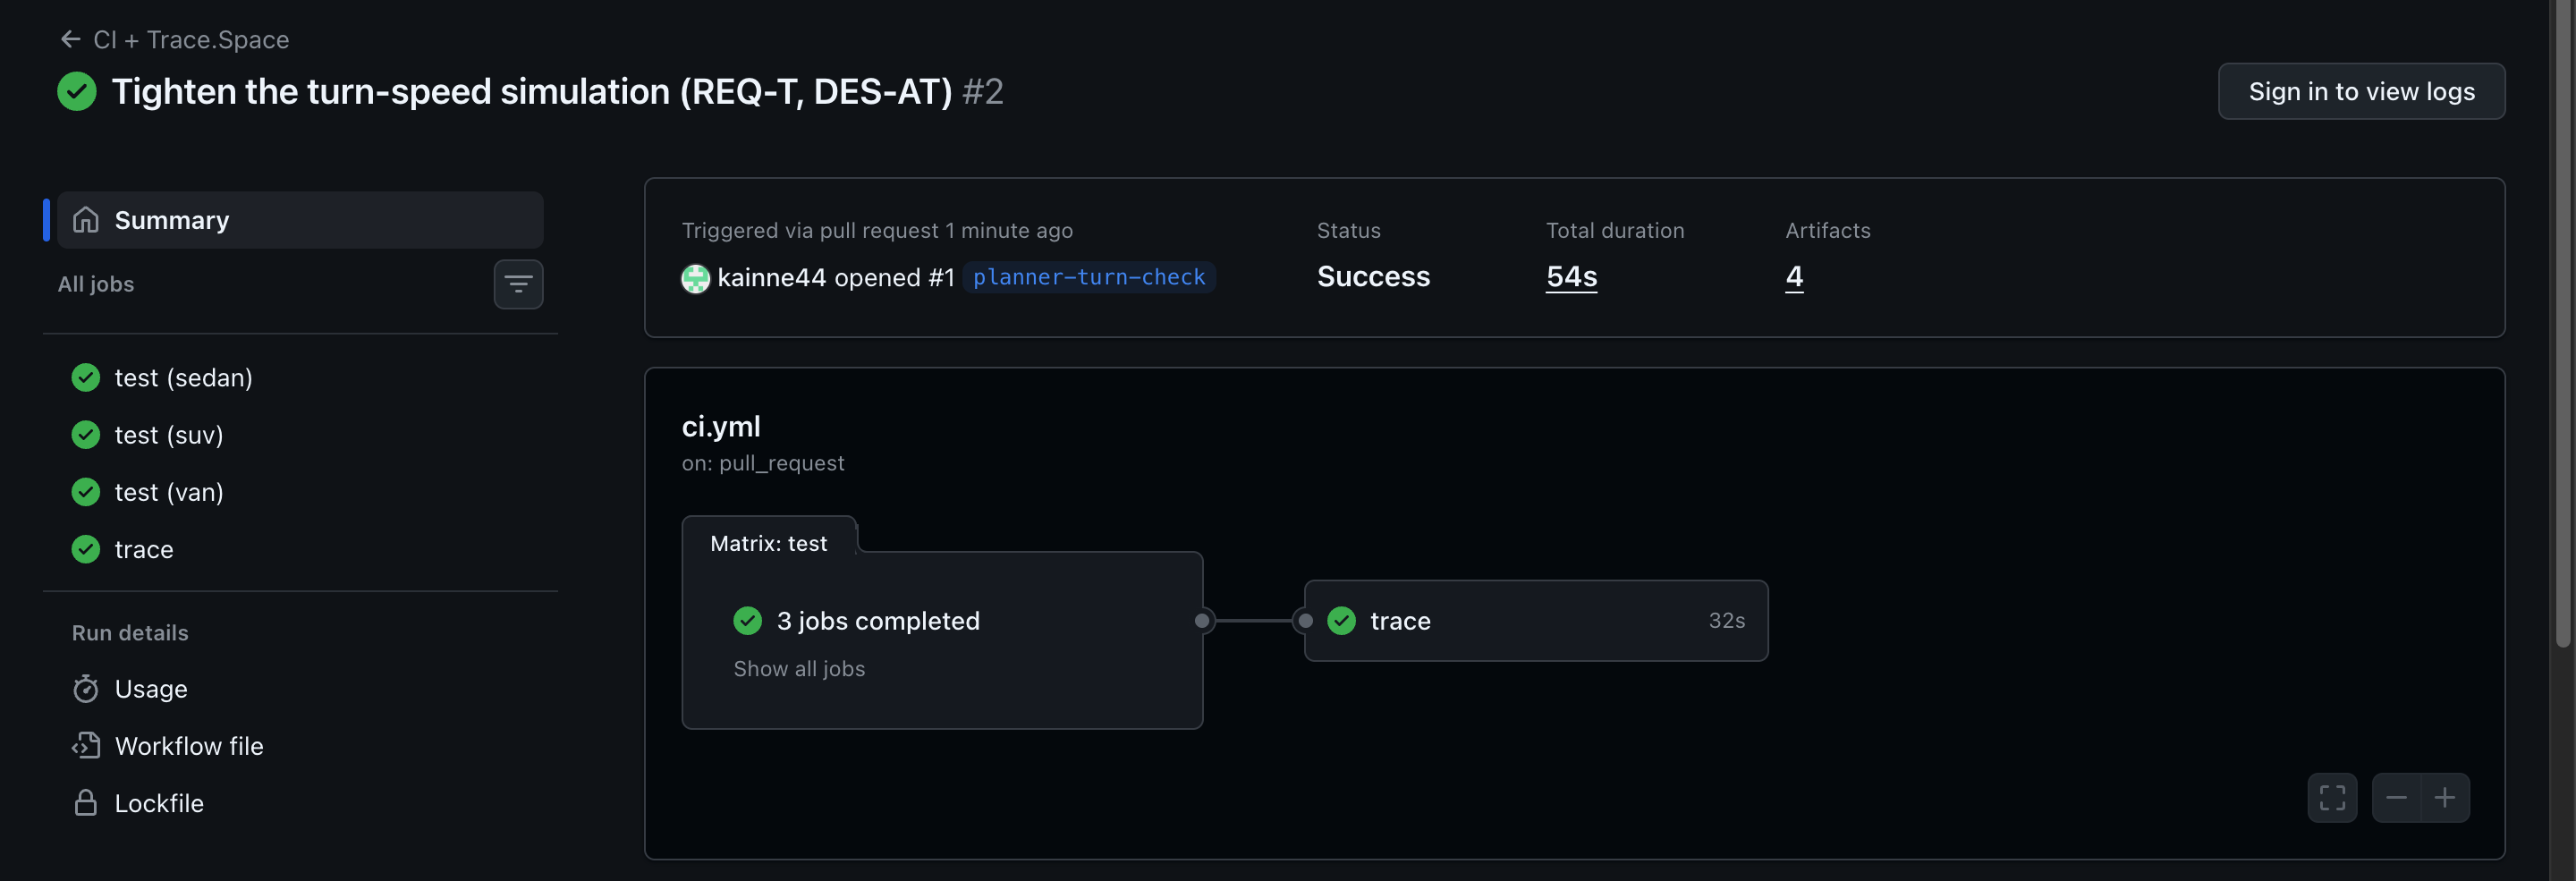 CI + Trace.Space
Tighten the turn-speed simulation (REQ-T, DES-AT) #2
Sign in to view logs
Summary
All jobs
test (sedan)
test (suv)
test (van)
trace
Run details
Usage
Workflow file
Lockfile
Triggered via pull request 1 minute ago
kainne44 opened #1 planner-turn-check
Status
Success
Total duration
54s
Artifacts
4
ci.yml
on: pull_request
Matrix: test
3 jobs completed
Show all jobs
trace
32s